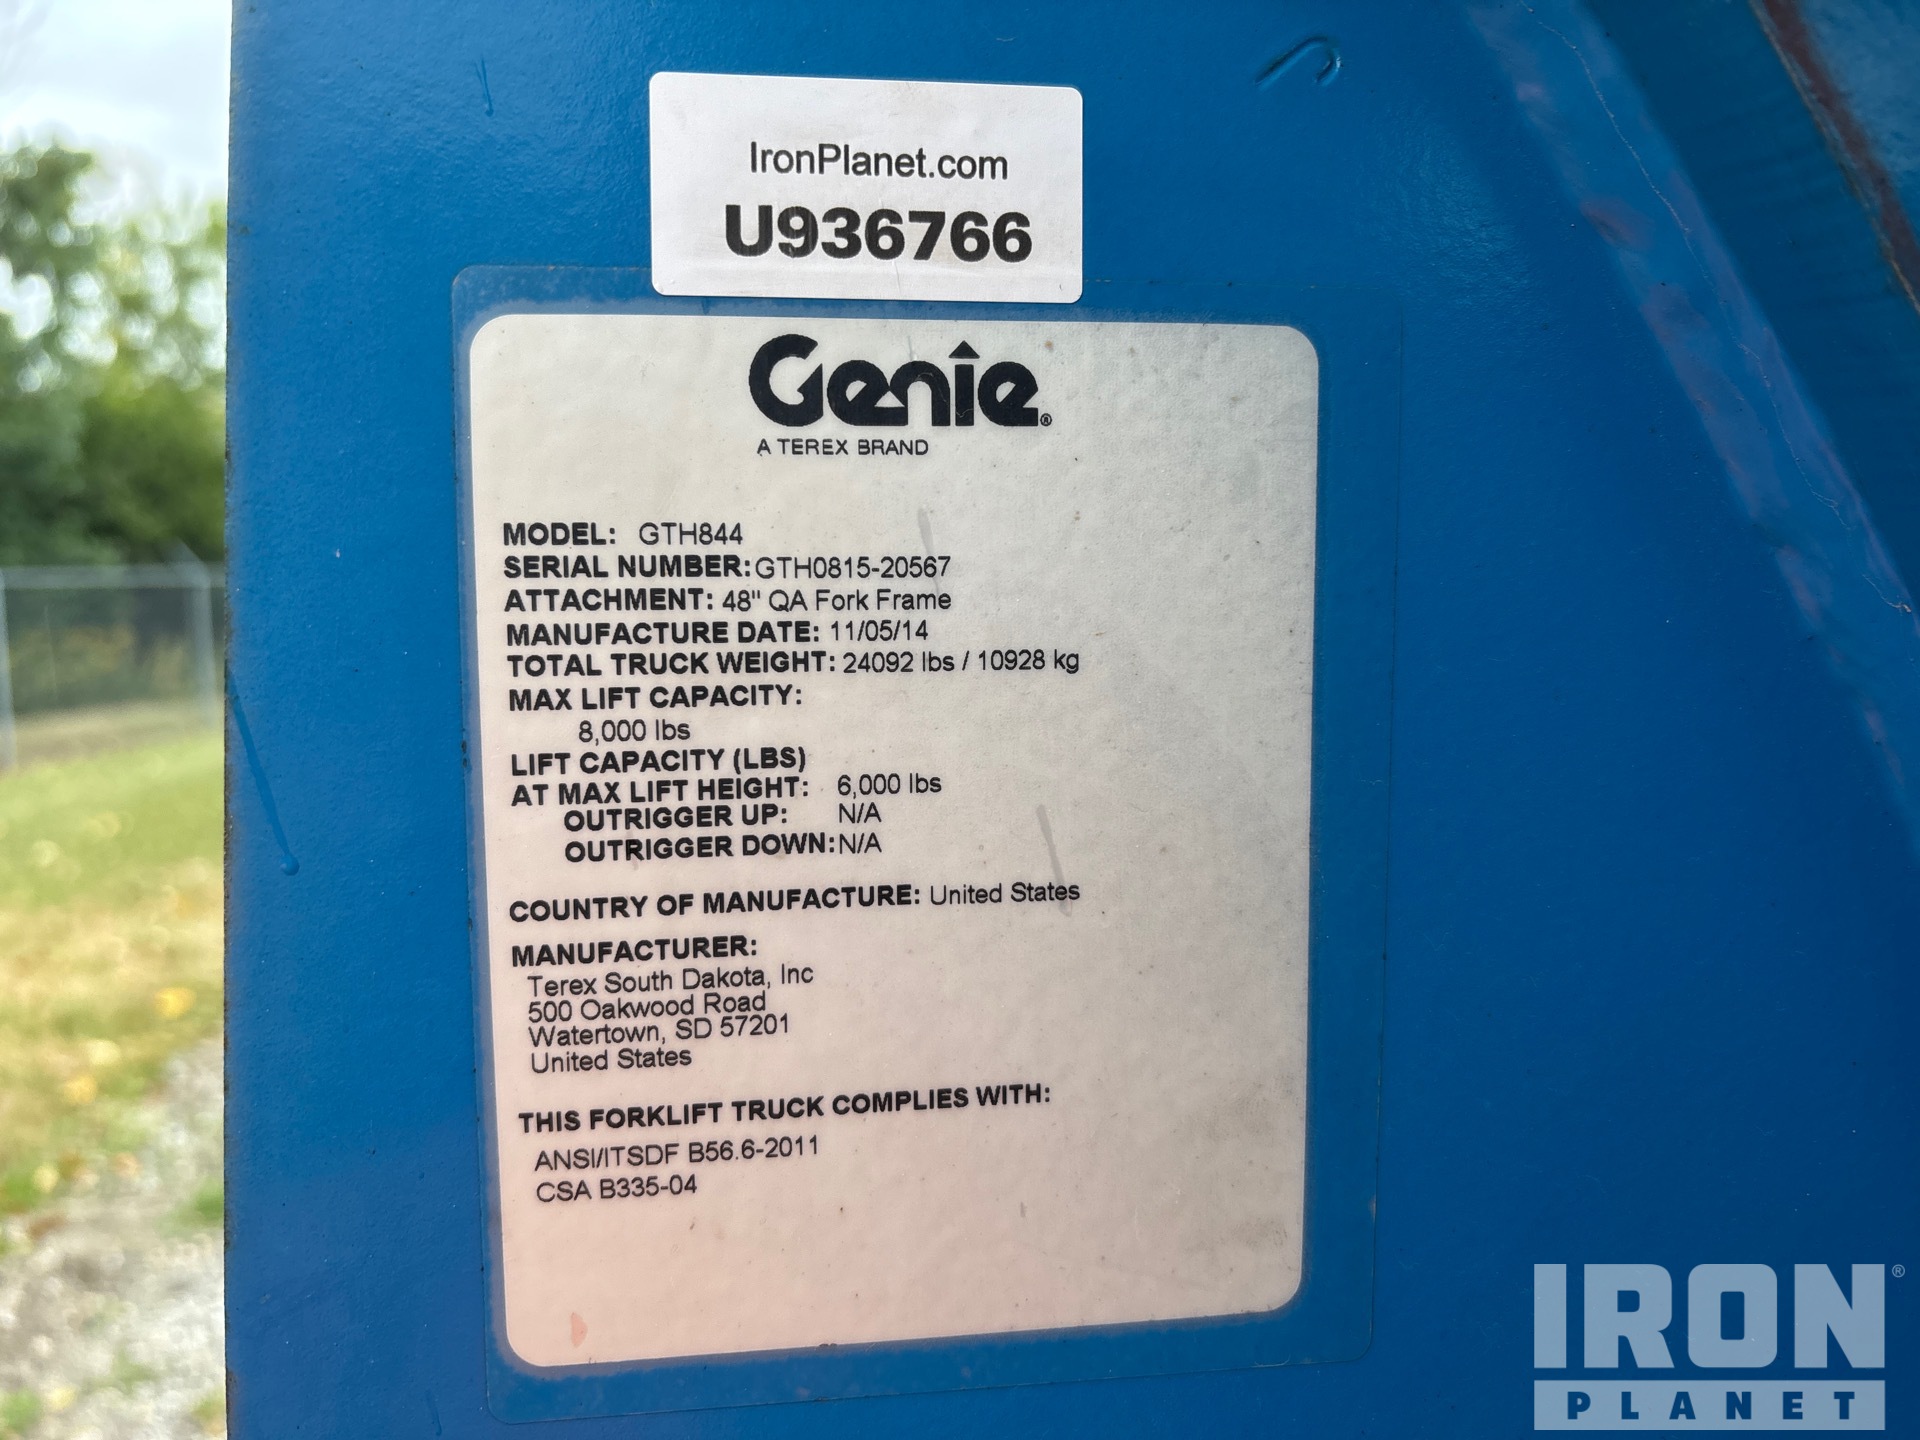 IronPlanet.com
U936766
Genie®
A TEREX BRAND
MODEL: GTH844
SERIAL NUMBER: GTH0815-20567
ATTACHMENT: 48" QA Fork Frame
MANUFACTURE DATE: 11/05/14
TOTAL TRUCK WEIGHT: 24092 lbs / 10928 kg
MAX LIFT CAPACITY:
8,000 lbs
LIFT CAPACITY (LBS)
AT MAX LIFT HEIGHT: 6,000 lbs
OUTRIGGER UP: N/A
OUTRIGGER DOWN: N/A
COUNTRY OF MANUFACTURE: United States
MANUFACTURER:
Terex South Dakota, Inc
500 Oakwood Road
Watertown, SD 57201
United States
THIS FORKLIFT TRUCK COMPLIES WITH:
ANSI/ITSDF B56.6-2011
CSA B335-04
IRON®
PLANET